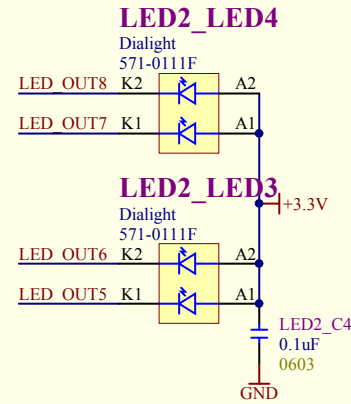 LED2_LED4
Dialight
571-0111F
LED_OUT8 K2 A2
LED_OUT7 K1 A1
LED2_LED3
Dialight
571-0111F
+3.3V
LED_OUT6 K2 A2
LED_OUT5 K1 A1
LED2_C4
0.1uF
0603
GND